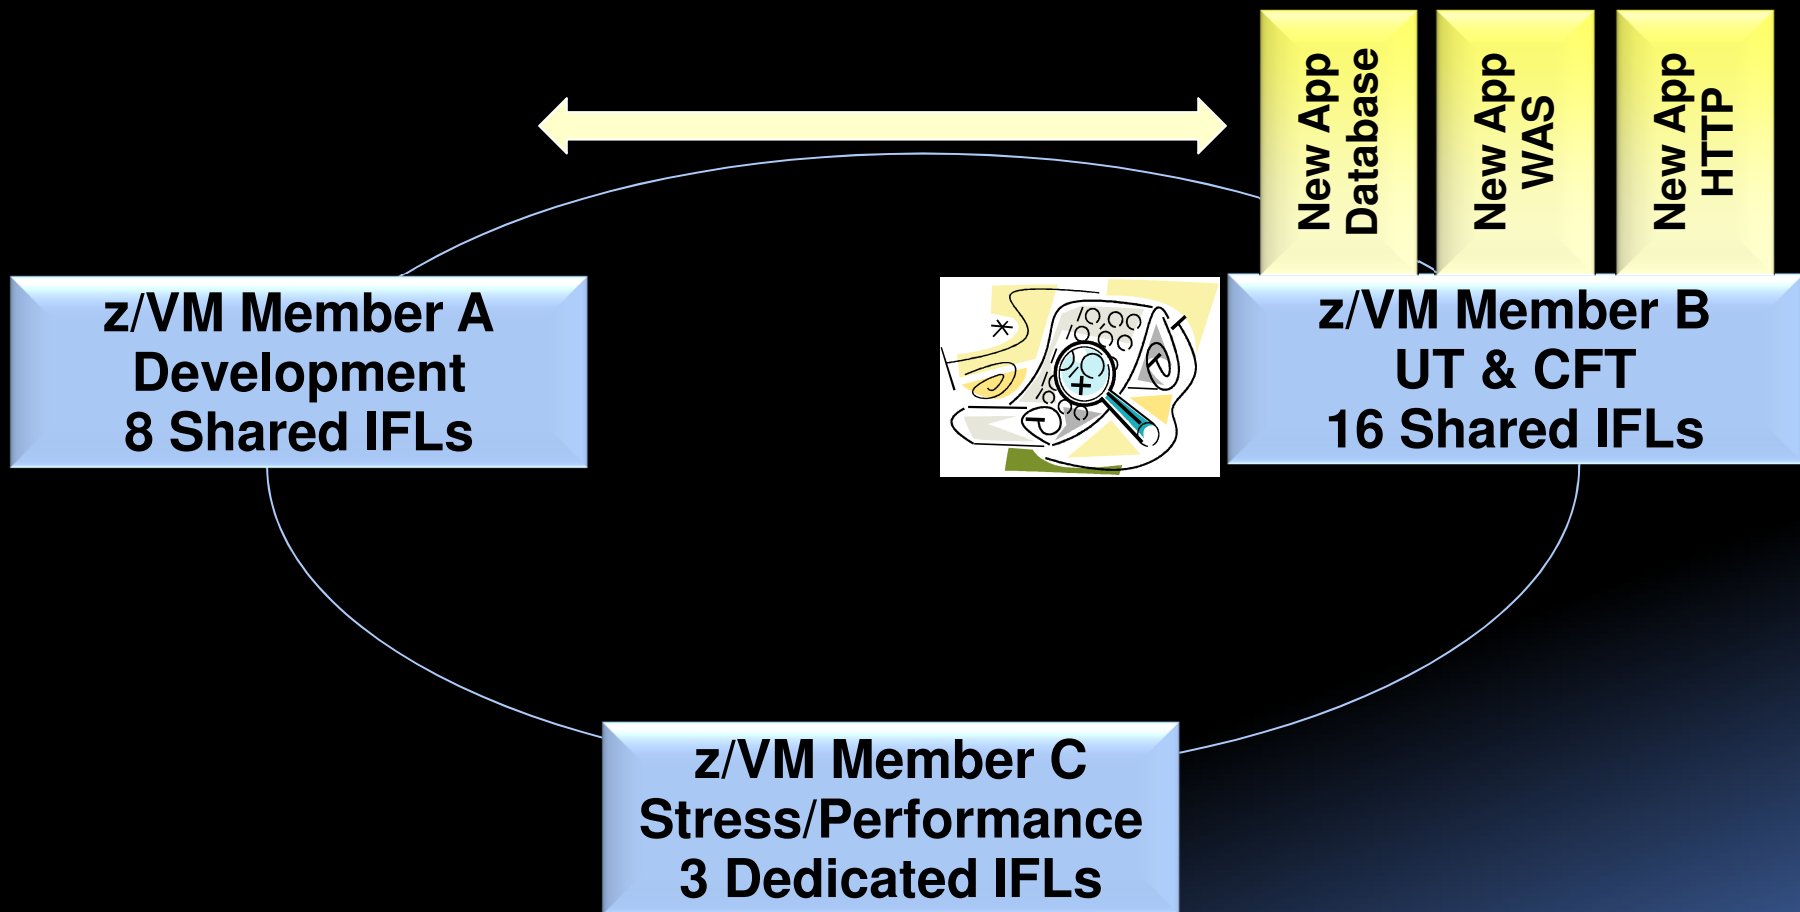 New App
Database
New App
WAS
New App
HTTP
z/VM Member A
Development
8 Shared IFLs
z/VM Member B
UT & CFT
16 Shared IFLs
z/VM Member C
Stress/Performance
3 Dedicated IFLs